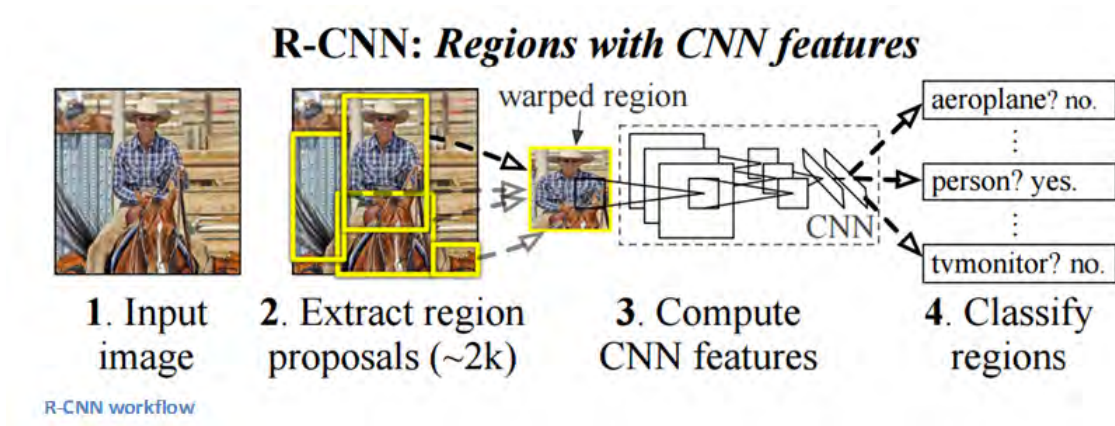 R-CNN: Regions with CNN features
warped region
aeroplane? no.
person? yes.
CNN
tvmonitor? no.
1. Input
image
2. Extract region
proposals (~2k)
3. Compute
CNN features
4. Classify
regions
R-CNN workflow